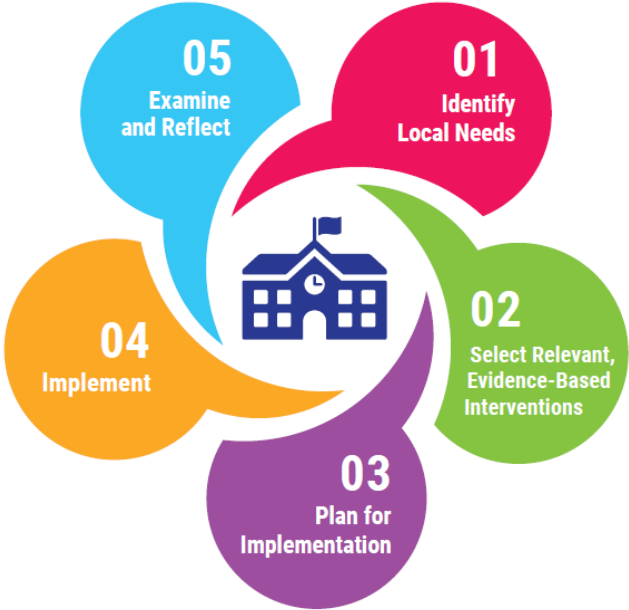 01
Identify
Local Needs
02
Select Relevant,
Evidence-Based
Interventions
03
Plan for
Implementation
04
Implement
05
Examine
and Reflect